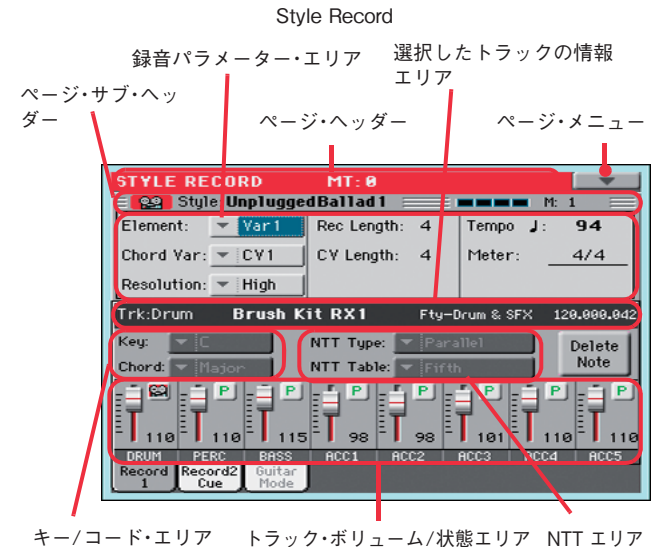 Style Record
録音パラメーター・エリア
選択したトラックの情報
エリア
ページ・サブ・ヘッ
ダー
ページ・ヘッダー
ページ・メニュー
STYLE RECORD MT: 0
Style UnpluggedBallad1 M: 1
Element: Var1 Rec Length: 4 Tempo ♩: 94
Chord Var: CV1 CV Length: 4 Meter: 4/4
Resolution: High
Trk:Drum Brush Kit RX1 Fty-Drum & SFX 120.000.042
Key: C NTT Type: Parallel
Chord: Major NTT Table: Fifth
Delete
Note
P P P P P P P
110 110 115 98 98 101 110 110
DRUM PERC BASS ACC1 ACC2 ACC3 ACC4 ACC5
Record
1
Record2
Cue
Guitar
Mode
キー/コード・エリア
トラック・ボリューム/状態エリア
NTT エリア